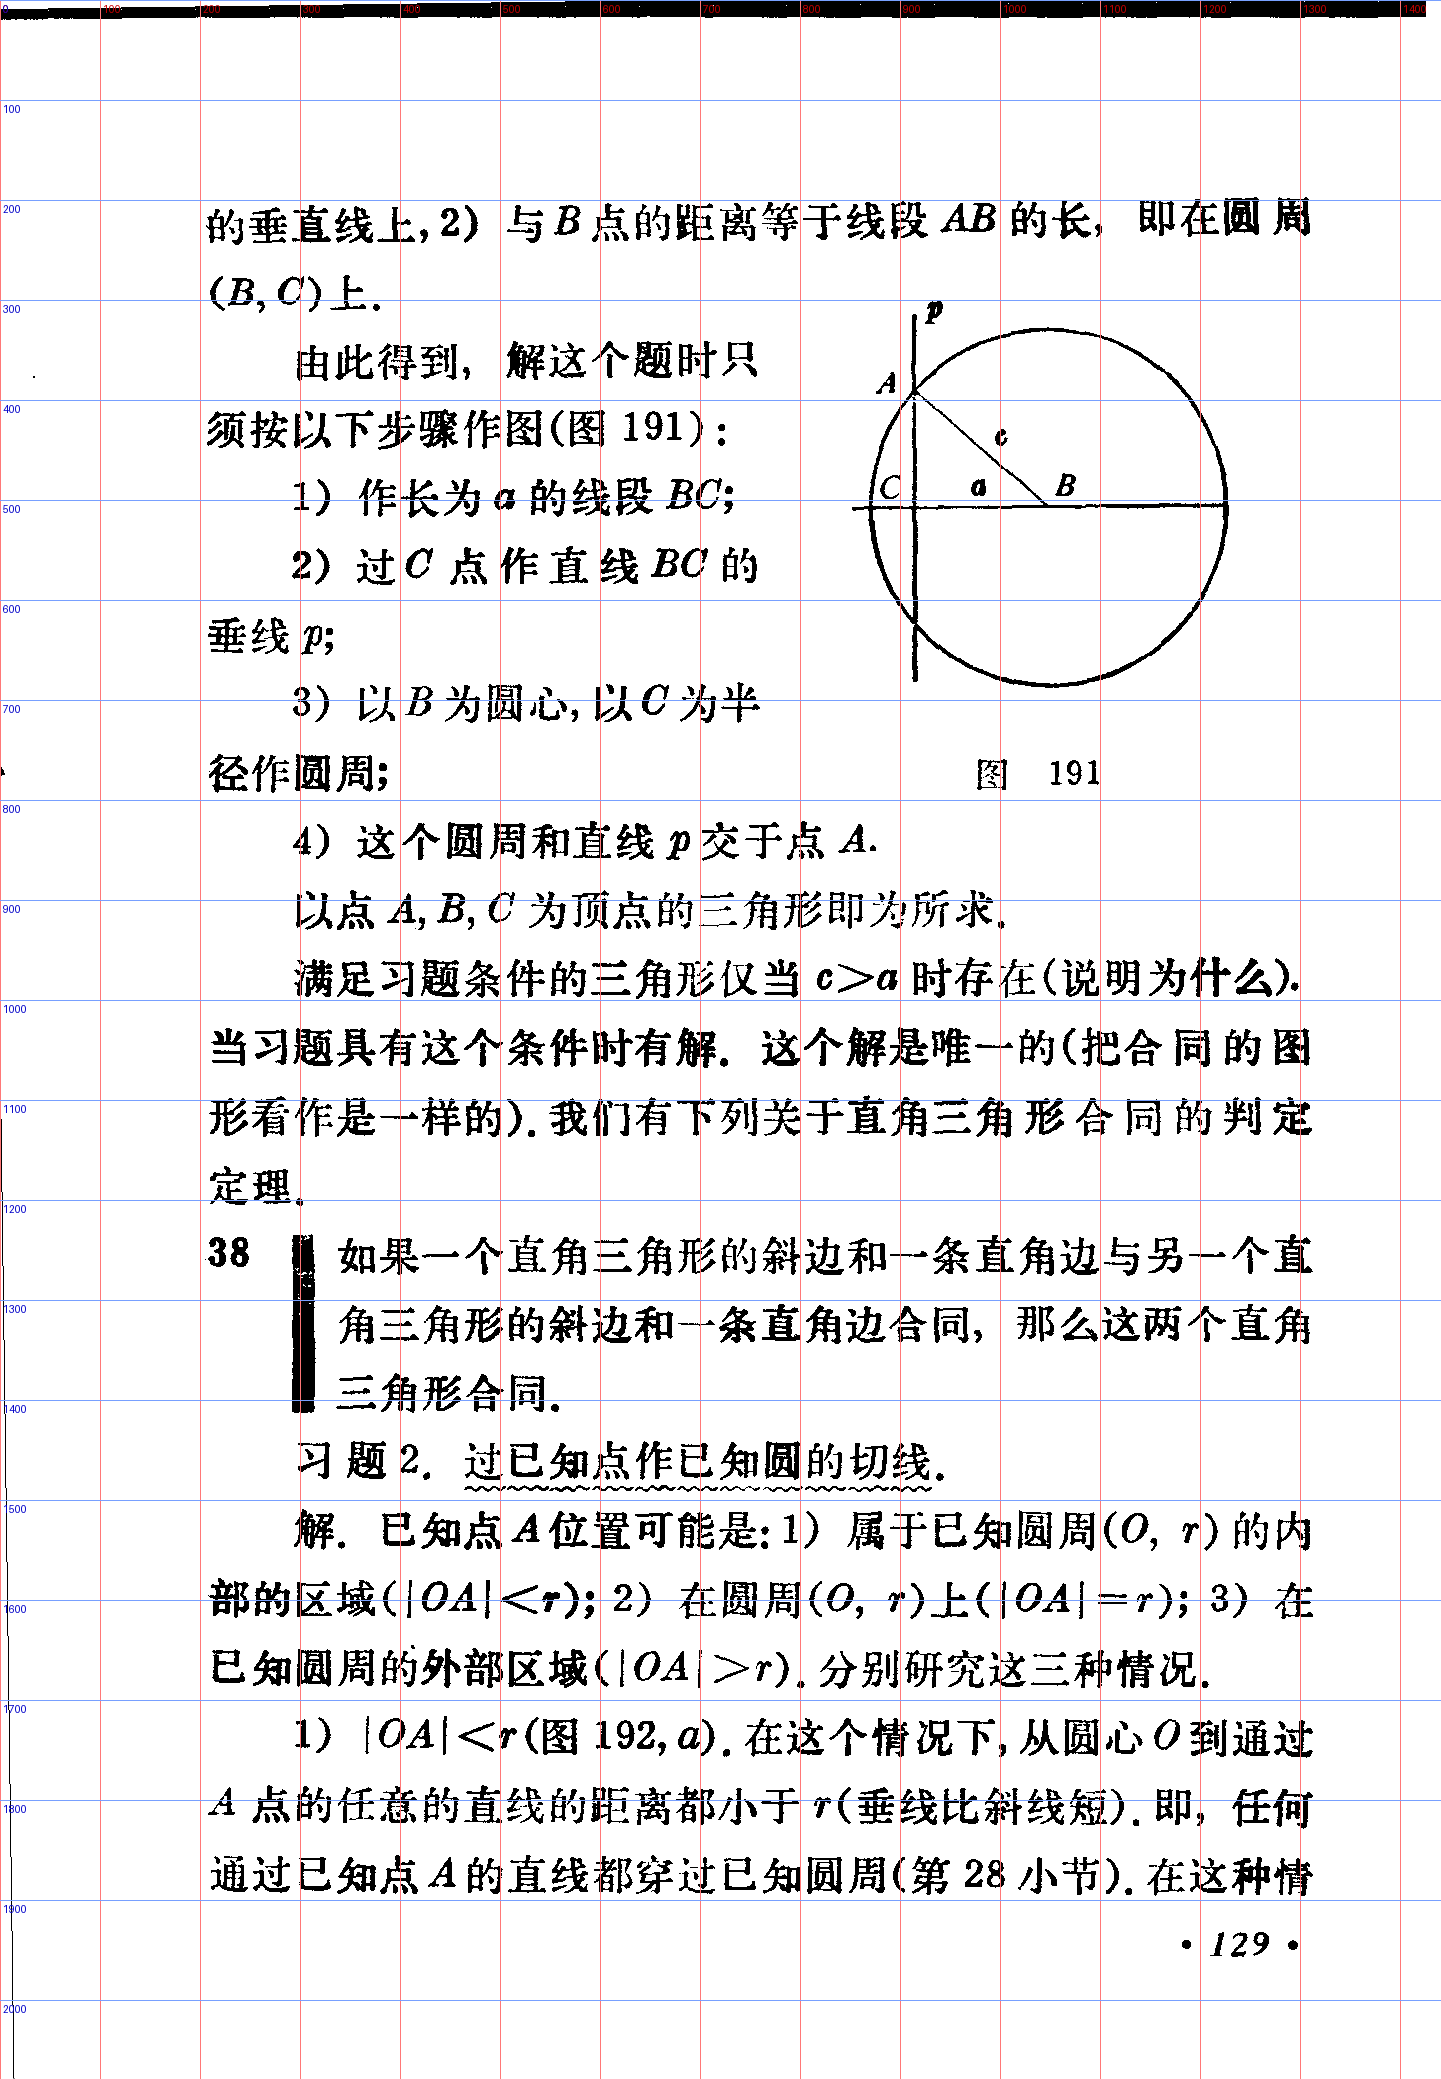 的垂直线上, 2) 与 B 点的距离等于线段 AB 的长, 即在圆周
(B, C)上.
由此得到, 解这个题时只
须按以下步骤作图(图 191):
1) 作长为 a 的线段 BC;
2) 过 C 点作直线 BC 的
垂线 p;
3) 以 B 为圆心, 以 C 为半
径作圆周;
p
A
c
C
a
B
图 191
4) 这个圆周和直线 p 交于点 A.
以点 A, B, C 为顶点的三角形即为所求.
满足习题条件的三角形仅当 c>a 时存在(说明为什么).
当习题具有这个条件时有解. 这个解是唯一的(把合同的图
形看作是一样的). 我们有下列关于直角三角形合同的判定
定理.
38 如果一个直角三角形的斜边和一条直角边与另一个直
角三角形的斜边和一条直角边合同, 那么这两个直角
三角形合同.
习题 2. 过已知点作已知圆的切线.
解. 已知点 A 位置可能是: 1) 属于已知圆周(O, r) 的内
部的区域(|OA|<r); 2) 在圆周(O, r)上(|OA|=r); 3) 在
已知圆周的外部区域(|OA|>r). 分别研究这三种情况.
1) |OA|<r(图 192, a). 在这个情况下, 从圆心 O 到通过
A 点的任意的直线的距离都小于 r(垂线比斜线短). 即, 任何
通过已知点 A 的直线都穿过已知圆周(第 28 小节). 在这种情
• 129 •